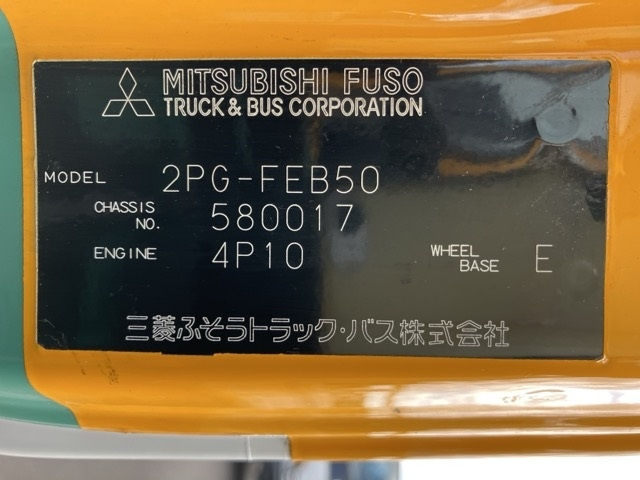 MITSUBISHI FUSO
TRUCK & BUS CORPORATION
MODEL 2PG-FEB50
CHASSIS NO. 580017
ENGINE 4P10 WHEEL BASE E
三菱ふそうトラック・バス株式会社